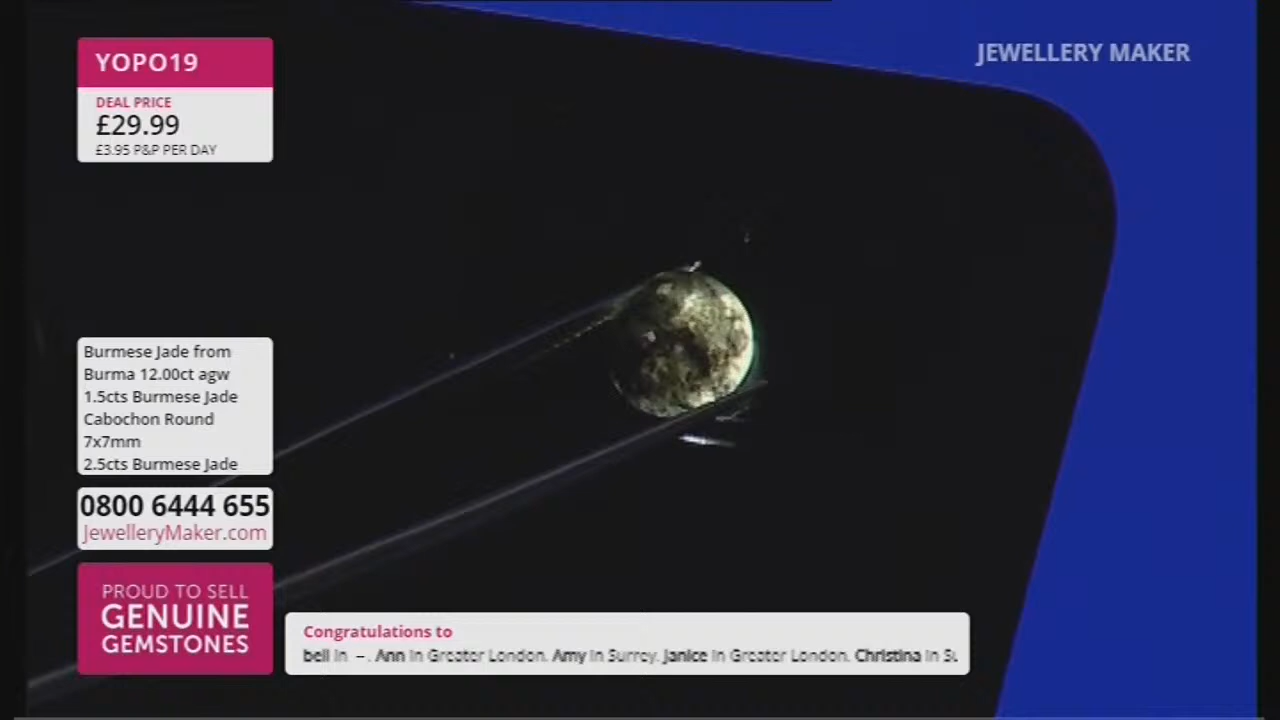 YOPO19
DEAL PRICE
£29.99
£3.95 P&P PER DAY
JEWELLERY MAKER
Burmese Jade from
Burma 12.00ct agw
1.5cts Burmese Jade
Cabochon Round
7x7mm
2.5cts Burmese Jade
0800 6444 655
JewelleryMaker.com
PROUD TO SELL
GENUINE
GEMSTONES
Congratulations to
bell in –. Ann in Greater London. Amy in Surrey. Janice in Greater London. Christina in